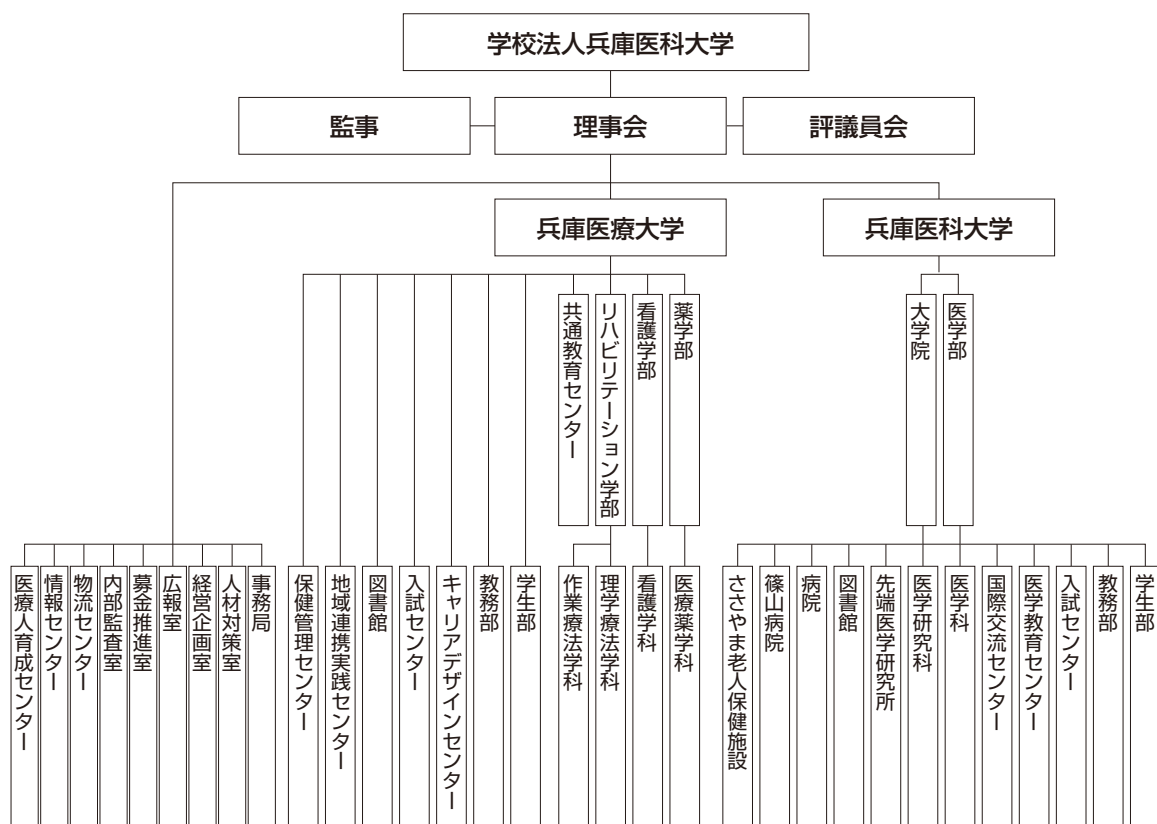 学校法人兵庫医科大学
監事
理事会
評議員会
兵庫医療大学
兵庫医科大学
共通教育センター
リハビリテーション学部
看護学部
薬学部
大学院
医学部
医療人育成センター
情報センター
物流センター
内部監査室
募金推進室
広報室
経営企画室
人材対策室
事務局
保健管理センター
地域連携実践センター
図書館
入試センター
キャリアデザインセンター
教務部
学生部
作業療法学科
理学療法学科
看護学科
医療薬学科
ささやま老人保健施設
篠山病院
病院
図書館
先端医学研究所
医学研究科
医学科
国際交流センター
医学教育センター
入試センター
教務部
学生部